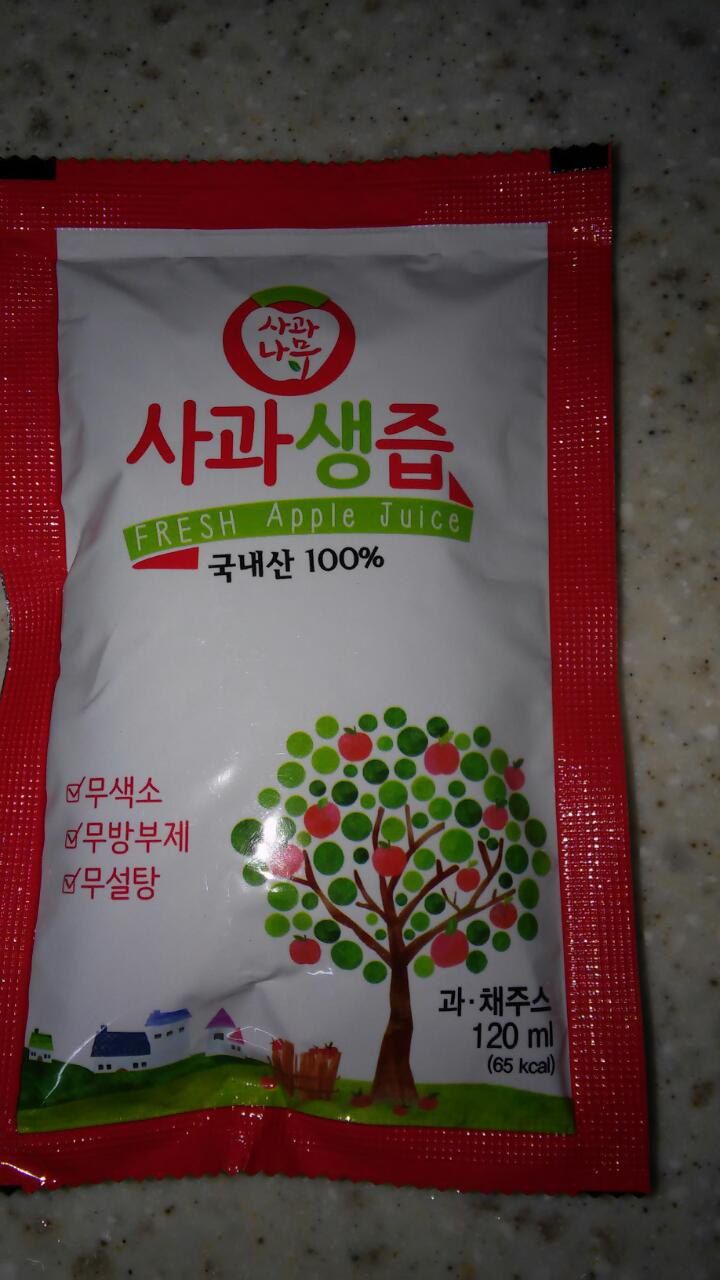 사과
나무
사과생즙
FRESH Apple Juice
국내산 100%
무색소
무방부제
무설탕
과·채주스
120 ml
(65 kcal)